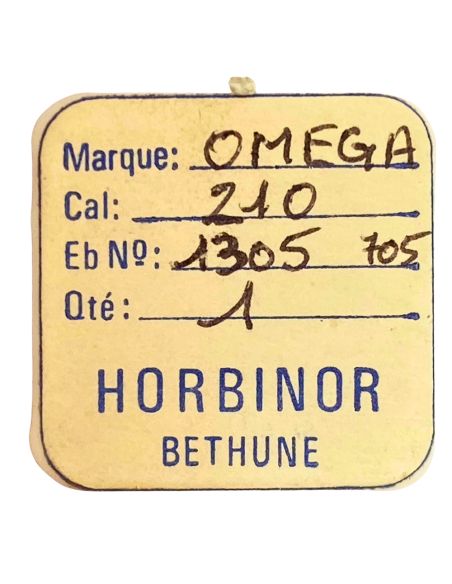 Marque: OMEGA
Cal: 210
Eb Nº: 1305 705
Qté: 1
HORBINOR
BETHUNE